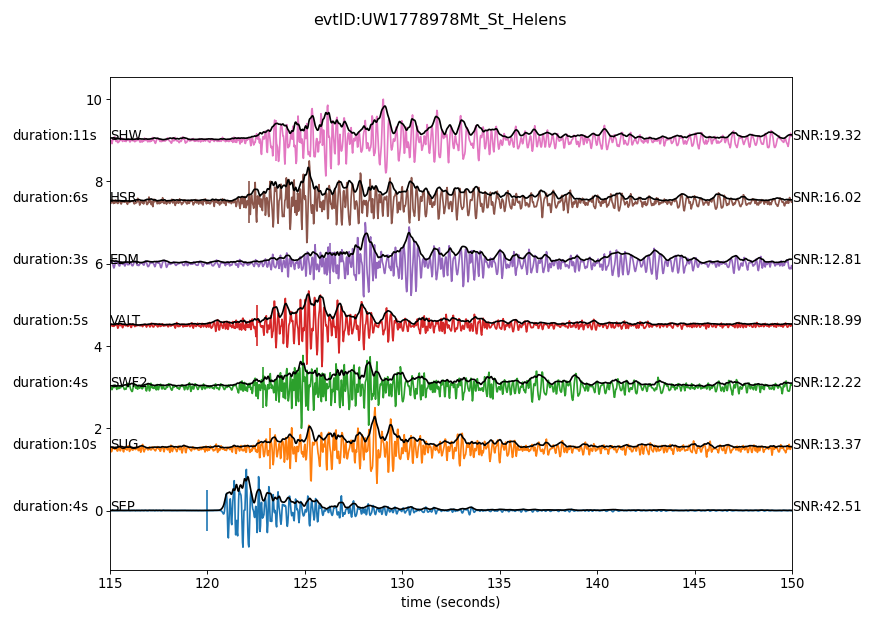 evtID:UW1778978Mt_St_Helens
10
duration:11s SHW SNR:19.32
8
duration:6s HSR SNR:16.02
duration:3s EDM SNR:12.81
6
duration:5s VALT SNR:18.99
4
duration:4s SWF2 SNR:12.22
2
duration:10s SUG SNR:13.37
duration:4s SEP SNR:42.51
0
115 120 125 130 135 140 145 150
time (seconds)